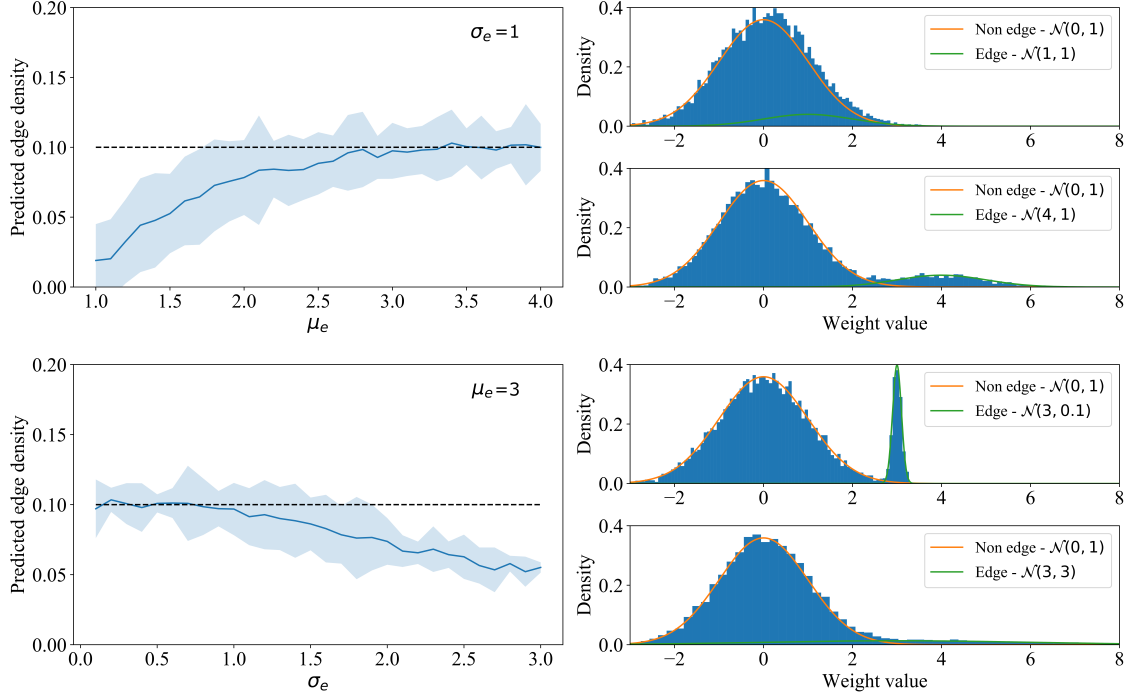 Predicted edge density
0.20
0.15
0.10
0.05
0.00
σₑ=1
1.0 1.5 2.0 2.5 3.0 3.5 4.0
μₑ
Density
0.4
0.2
0.0
Non edge - 𝒩(0, 1)
Edge - 𝒩(1, 1)
−2 0 2 4 6 8
Density
0.4
0.2
0.0
Non edge - 𝒩(0, 1)
Edge - 𝒩(4, 1)
−2 0 2 4 6 8
Weight value
Predicted edge density
0.20
0.15
0.10
0.05
0.00
μₑ=3
0.0 0.5 1.0 1.5 2.0 2.5 3.0
σₑ
Density
0.4
0.2
0.0
Non edge - 𝒩(0, 1)
Edge - 𝒩(3, 0.1)
−2 0 2 4 6 8
Density
0.4
0.2
0.0
Non edge - 𝒩(0, 1)
Edge - 𝒩(3, 3)
−2 0 2 4 6 8
Weight value